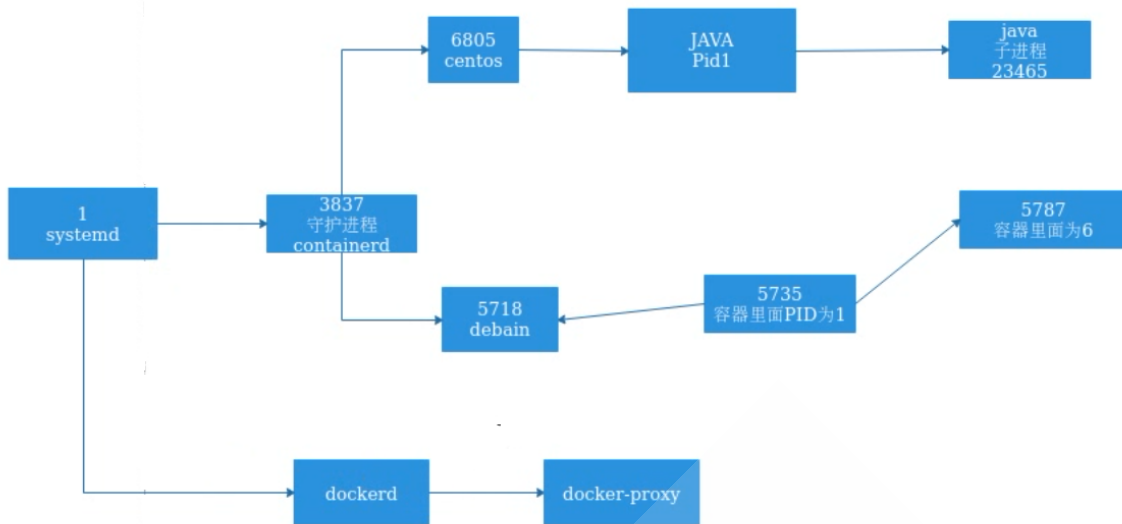 6805
centos
JAVA
Pid1
java
子进程
23465
1
systemd
3837
守护进程
containerd
5787
容器里面为6
5718
debain
5735
容器里面PID为1
dockerd
docker-proxy